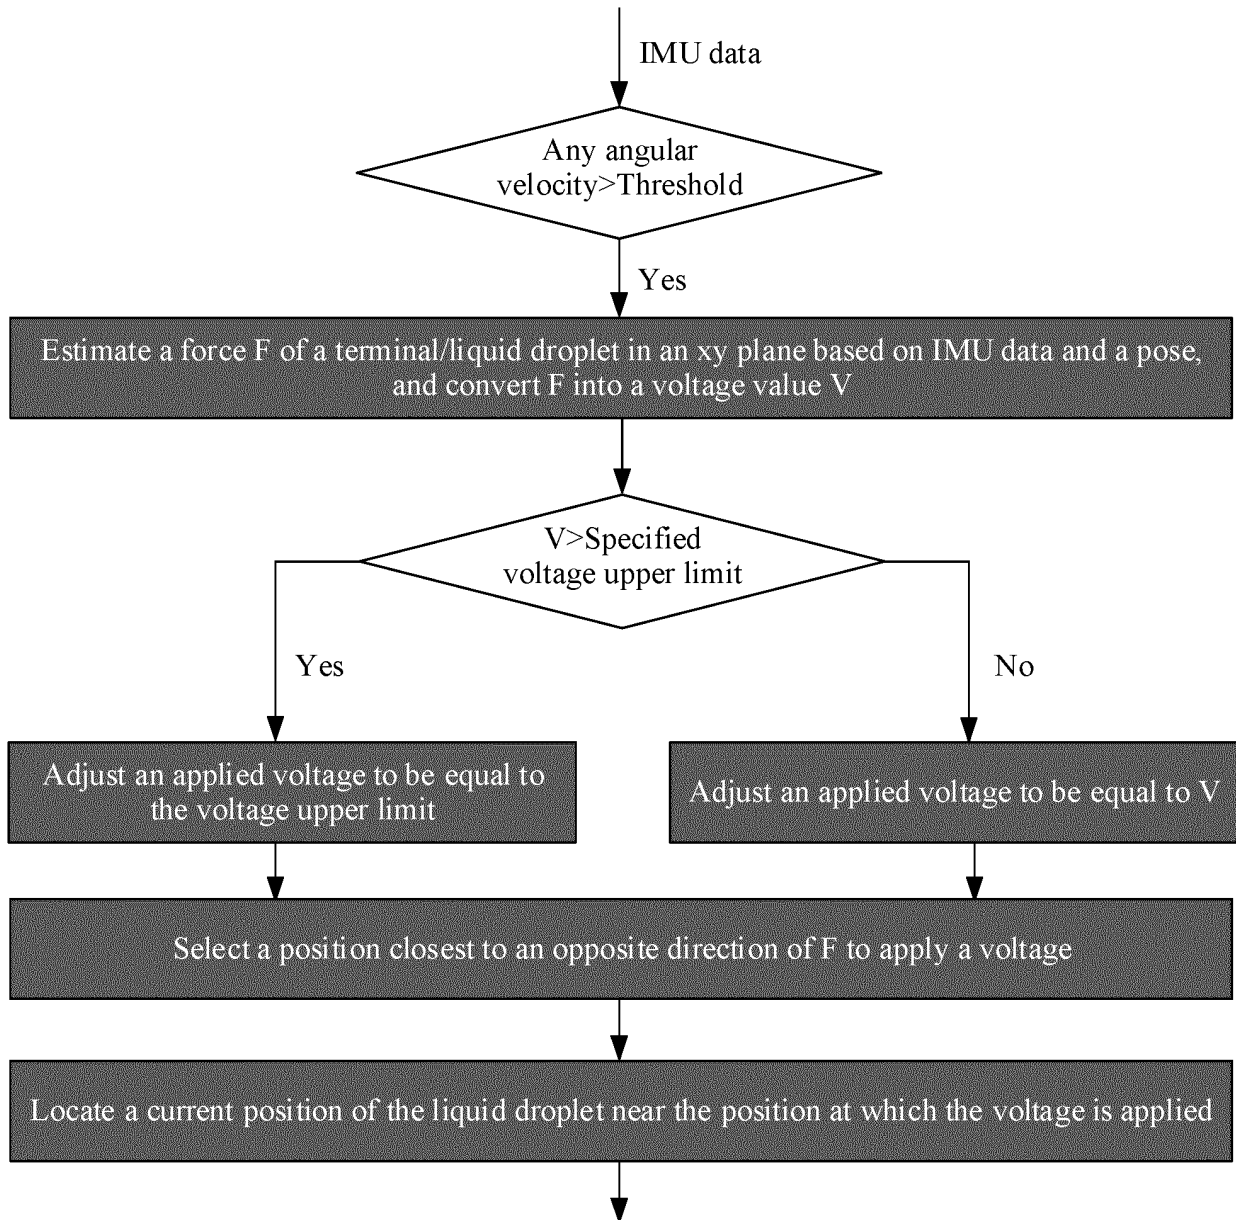 IMU data
Any angular
velocity>Threshold
Yes
Estimate a force F of a terminal/liquid droplet in an xy plane based on IMU data and a pose,
and convert F into a voltage value V
V>Specified
voltage upper limit
Yes
No
Adjust an applied voltage to be equal to
the voltage upper limit
Adjust an applied voltage to be equal to V
Select a position closest to an opposite direction of F to apply a voltage
Locate a current position of the liquid droplet near the position at which the voltage is applied